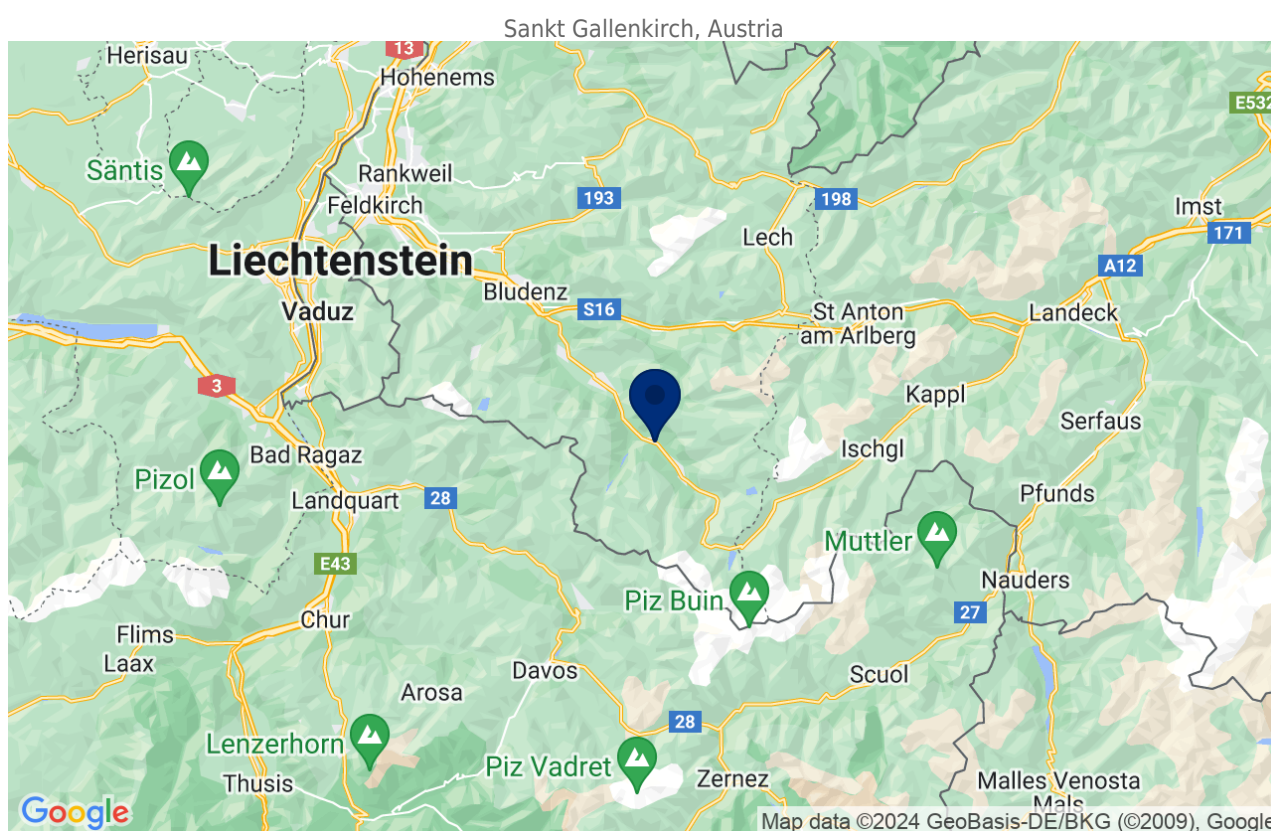 Sankt Gallenkirch, Austria
Herisau
13
Hohenems
E532
Säntis
Rankweil
Feldkirch
193
198
Imst
171
Lech
Liechtenstein
A12
Bludenz
Vaduz
S16
St Anton
am Arlberg
Landeck
3
Kappl
Serfaus
Bad Ragaz
Ischgl
Pizol
Landquart
28
Pfunds
Muttler
E43
Nauders
Piz Buin
27
Chur
Flims
Laax
Davos
Scuol
Arosa
28
Lenzerhorn
Piz Vadret
Thusis
Zernez
Malles Venosta
Mals
Google
Map data ©2024 GeoBasis-DE/BKG (©2009), Google